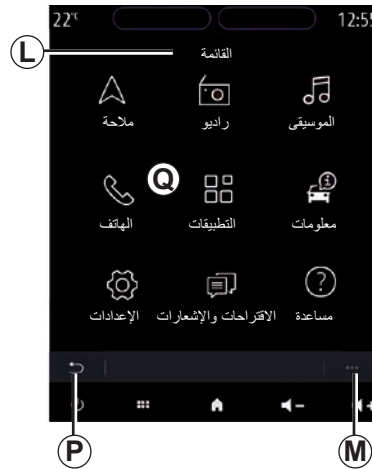 22°C 12:55
L القائمة
الموسيقى راديو ملاحة
Q
معلومات التطبيقات الهاتف
مساعدة الاقتراحات والإشعارات الإعدادات
P M